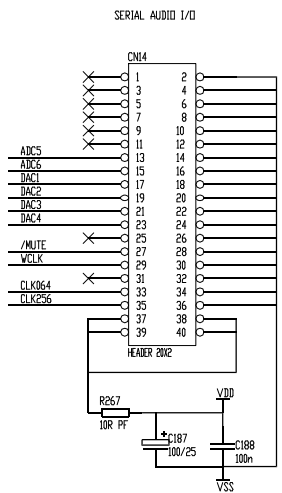 SERIAL AUDIO I/O
CN14
1 2
3 4
5 6
7 8
9 10
11 12
ADC5 13 14
ADC6 15 16
DAC1 17 18
DAC2 19 20
DAC3 21 22
DAC4 23 24
25 26
/MUTE 27 28
WCLK 29 30
31 32
CLK064 33 34
CLK256 35 36
37 38
39 40
HEADER 20X2
R267
10R PF
VDD
+
C187
100/25
C188
100n
VSS